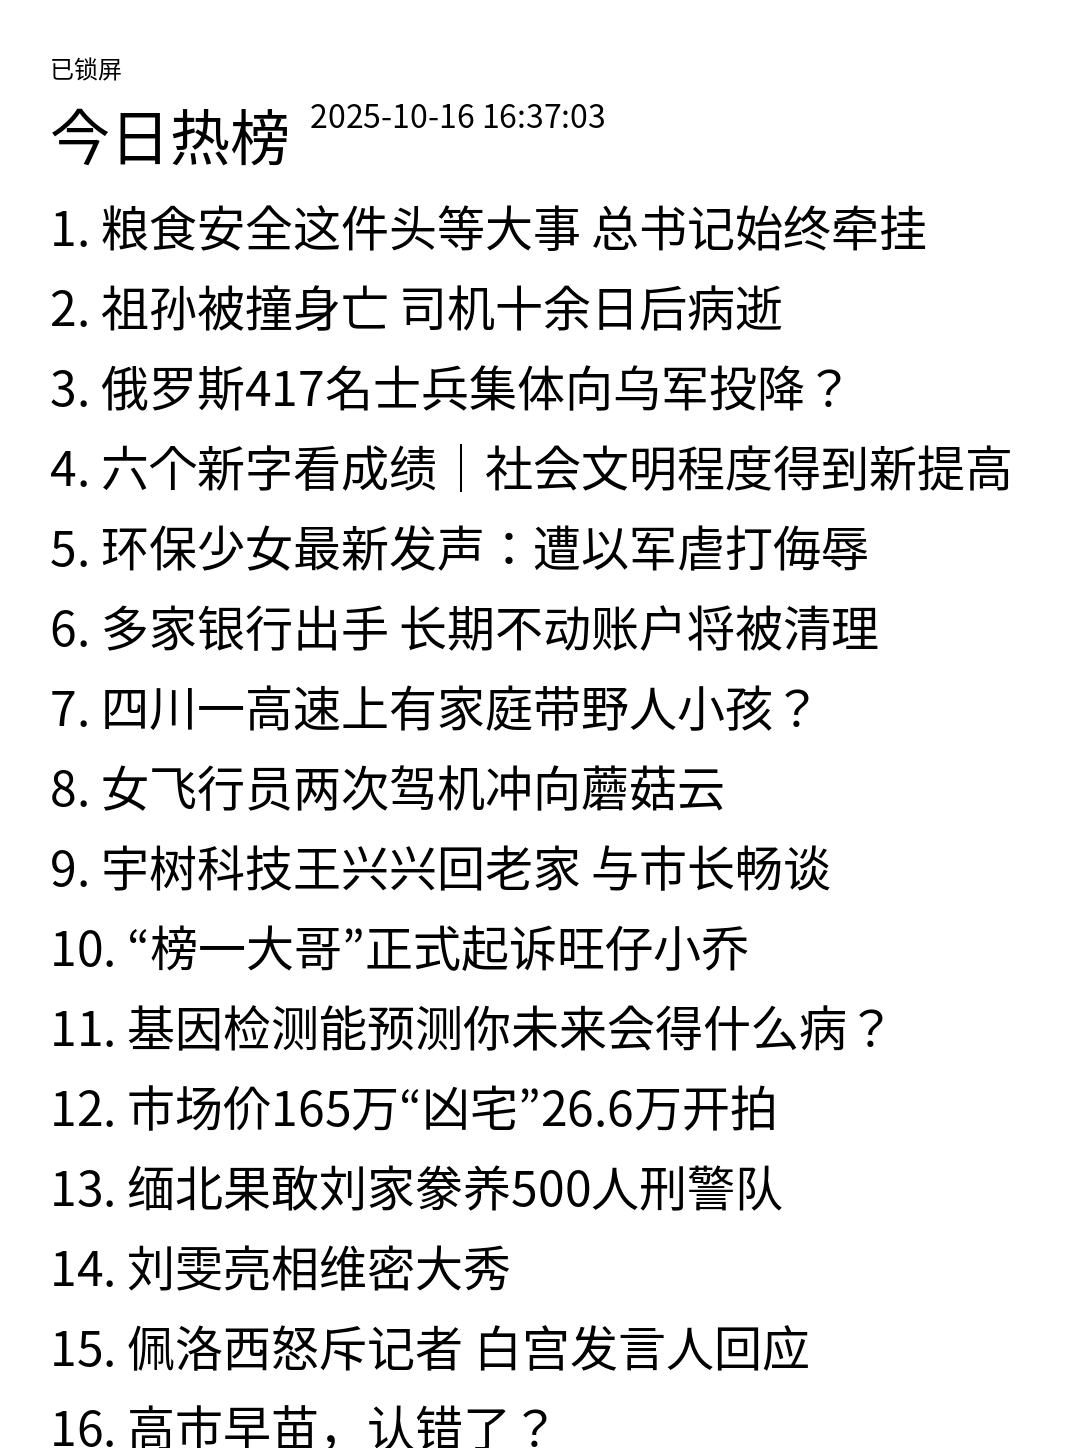 已锁屏
今日热榜 2025-10-16 16:37:03
1. 粮食安全这件头等大事 总书记始终牵挂
2. 祖孙被撞身亡 司机十余日后病逝
3. 俄罗斯417名士兵集体向乌军投降？
4. 六个新字看成绩｜社会文明程度得到新提高
5. 环保少女最新发声：遭以军虐打侮辱
6. 多家银行出手 长期不动账户将被清理
7. 四川一高速上有家庭带野人小孩？
8. 女飞行员两次驾机冲向蘑菇云
9. 宇树科技王兴兴回老家 与市长畅谈
10. “榜一大哥”正式起诉旺仔小乔
11. 基因检测能预测你未来会得什么病？
12. 市场价165万“凶宅”26.6万开拍
13. 缅北果敢刘家豢养500人刑警队
14. 刘雯亮相维密大秀
15. 佩洛西怒斥记者 白宫发言人回应
16. 高市早苗，认错了？